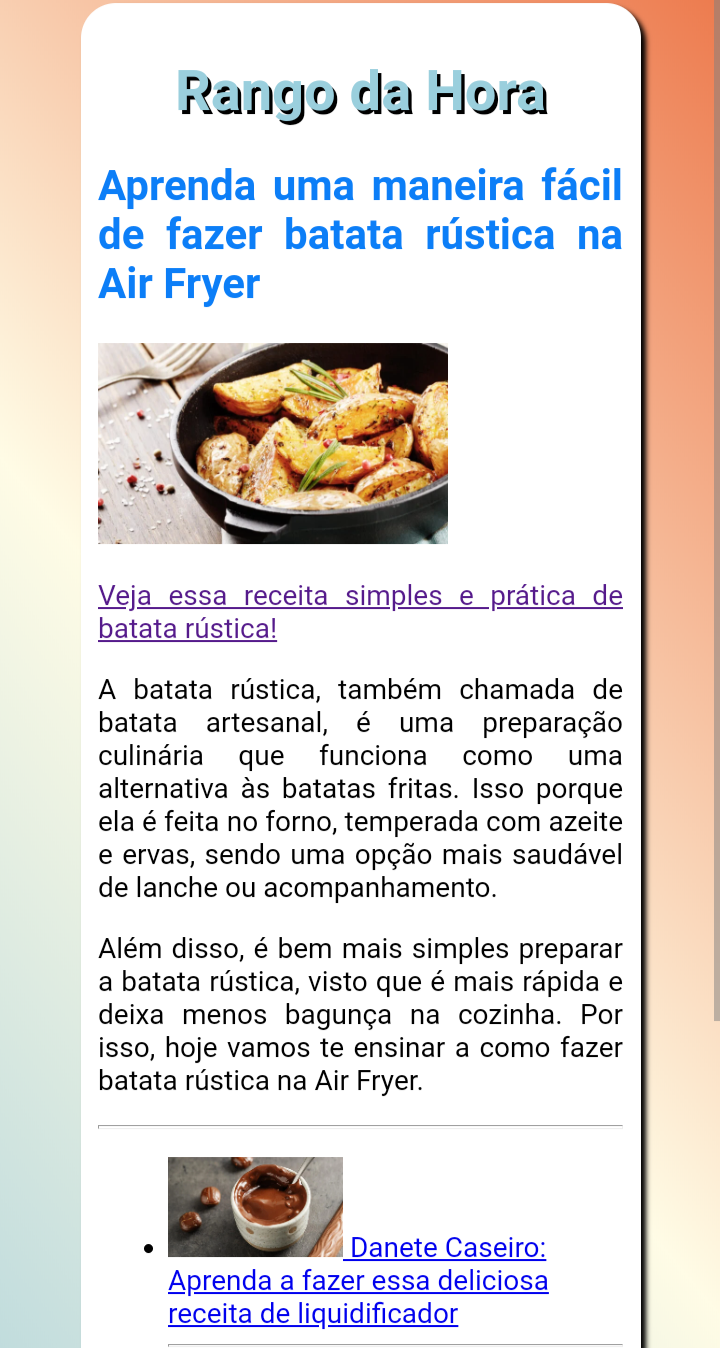 Rango da Hora
Aprenda uma maneira fácil
de fazer batata rústica na
Air Fryer
Veja essa receita simples e prática de
batata rústica!
A batata rústica, também chamada de
batata artesanal, é uma preparação
culinária que funciona como uma
alternativa às batatas fritas. Isso porque
ela é feita no forno, temperada com azeite
e ervas, sendo uma opção mais saudável
de lanche ou acompanhamento.
Além disso, é bem mais simples preparar
a batata rústica, visto que é mais rápida e
deixa menos bagunça na cozinha. Por
isso, hoje vamos te ensinar a como fazer
batata rústica na Air Fryer.
Danete Caseiro:
Aprenda a fazer essa deliciosa
receita de liquidificador